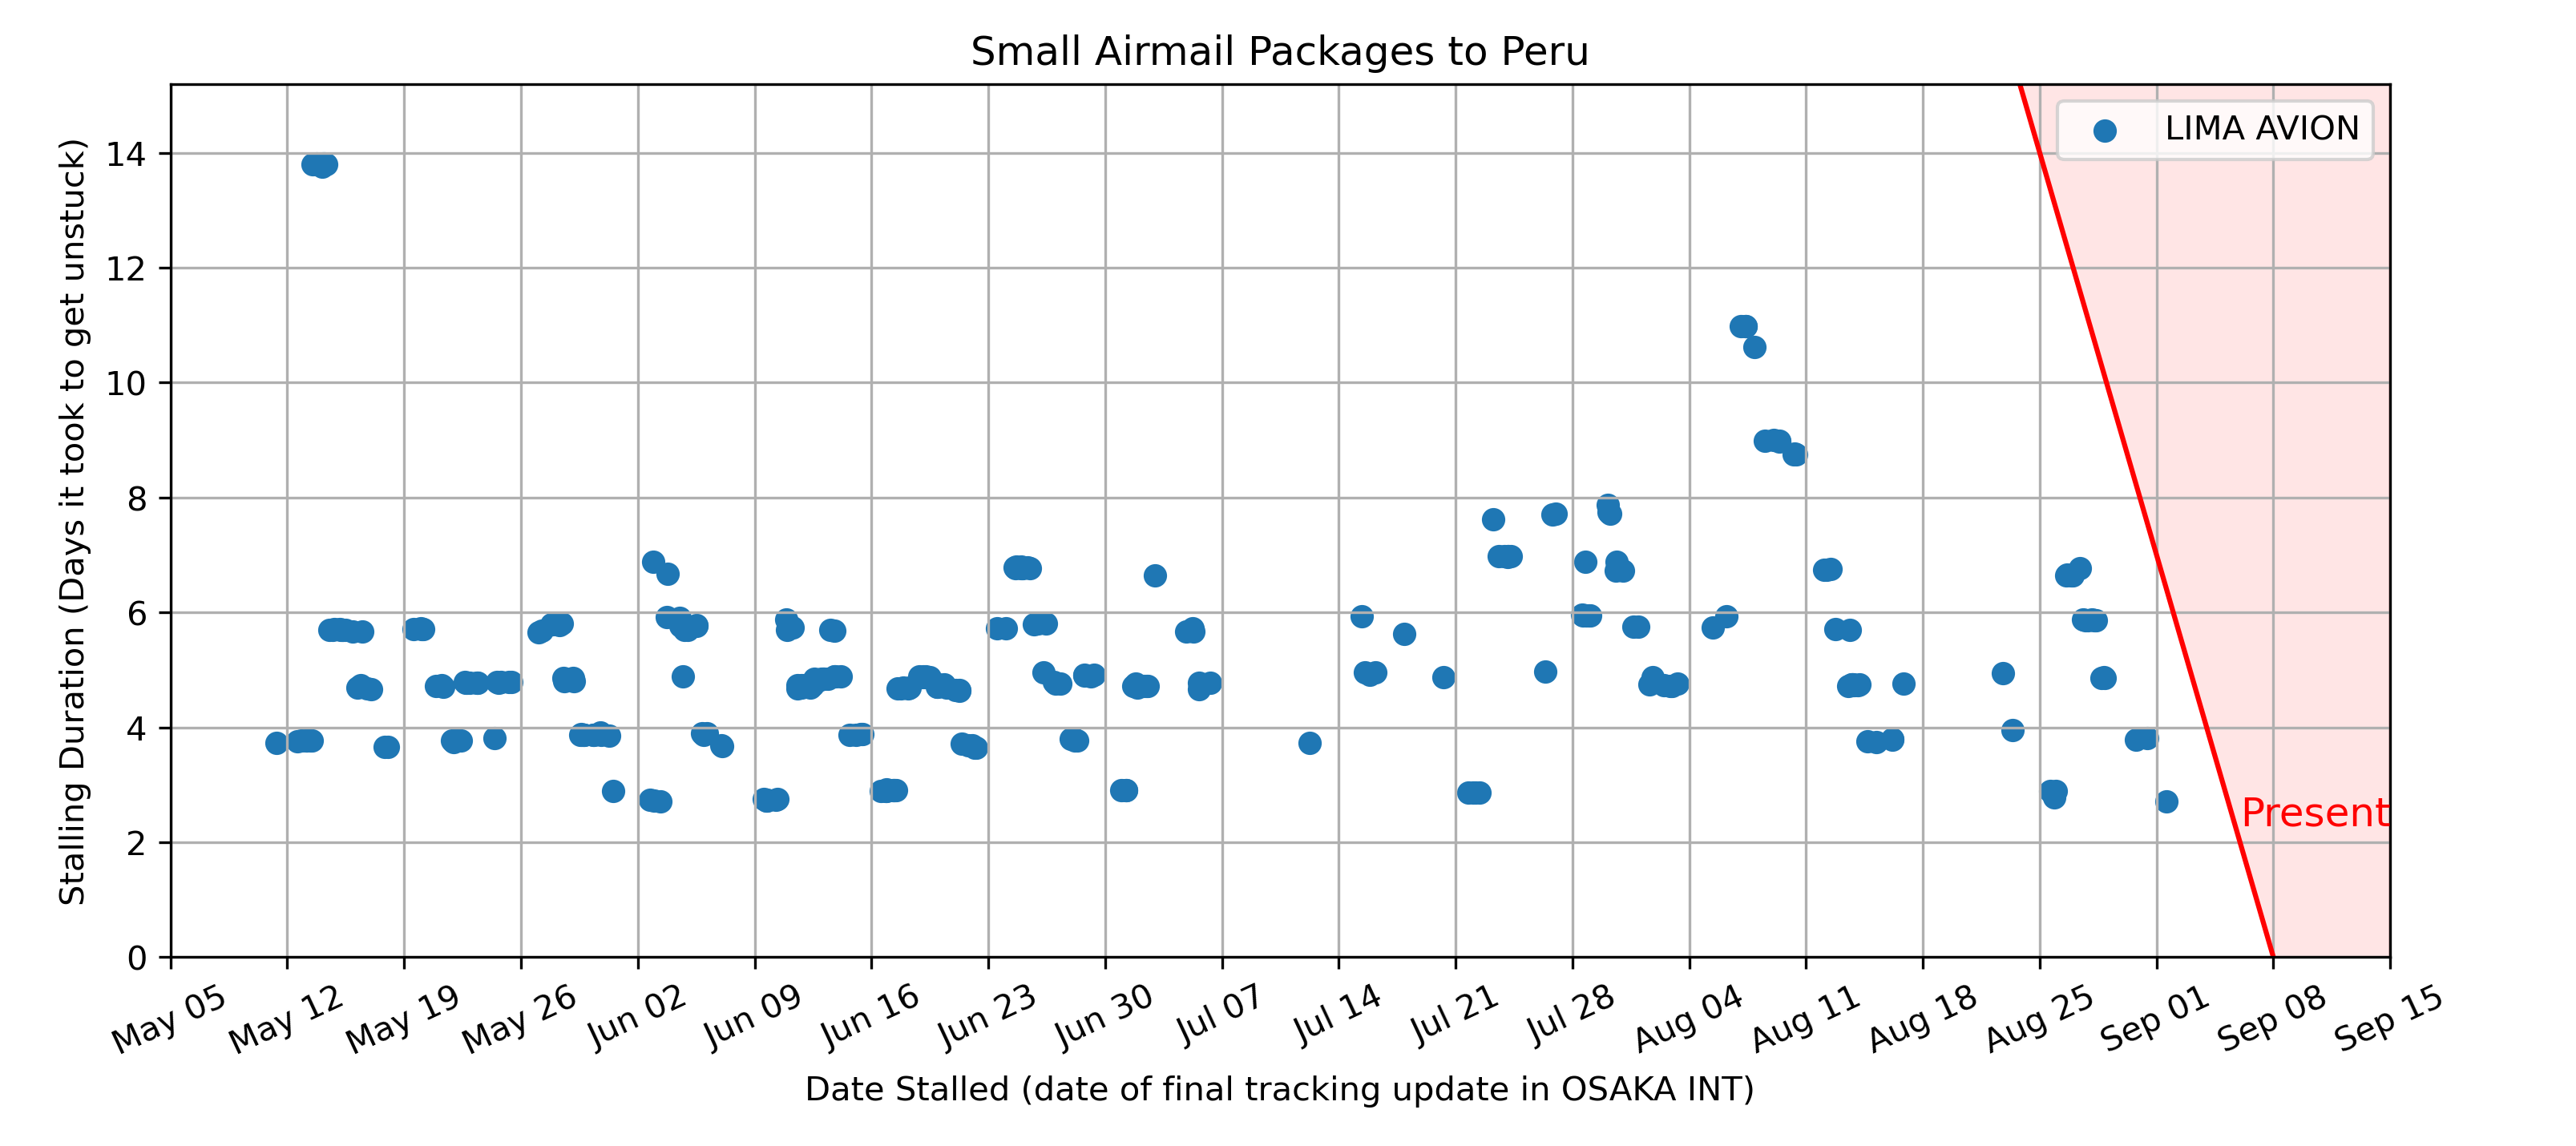 Small Airmail Packages to Peru
LIMA AVION
Stalling Duration (Days it took to get unstuck)
14
12
10
8
6
4
2
0
Present
May 05
May 12
May 19
May 26
Jun 02
Jun 09
Jun 16
Jun 23
Jun 30
Jul 07
Jul 14
Jul 21
Jul 28
Aug 04
Aug 11
Aug 18
Aug 25
Sep 01
Sep 08
Sep 15
Date Stalled (date of final tracking update in OSAKA INT)